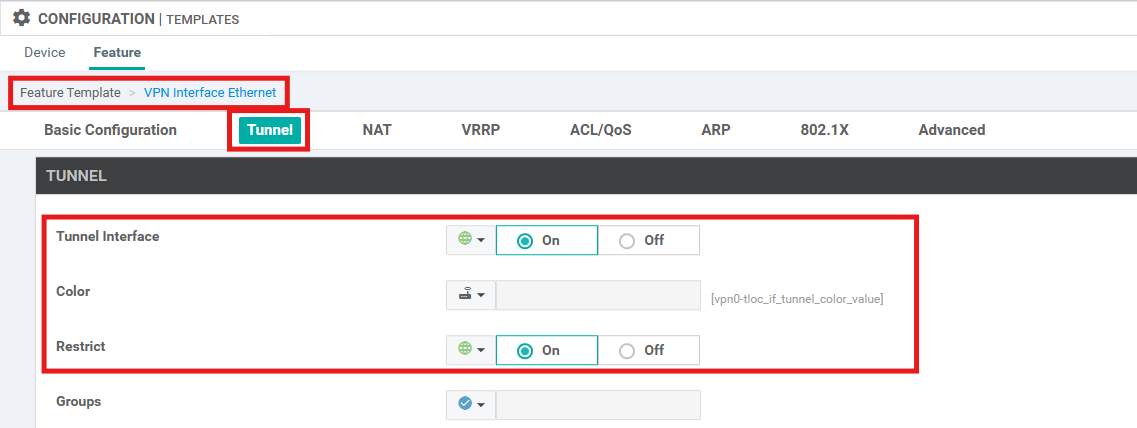 CONFIGURATION | TEMPLATES
Device Feature
Feature Template > VPN Interface Ethernet
Basic Configuration Tunnel NAT VRRP ACL/QoS ARP 802.1X Advanced
TUNNEL
Tunnel Interface On Off
Color [vpn0-tloc_if_tunnel_color_value]
Restrict On Off
Groups